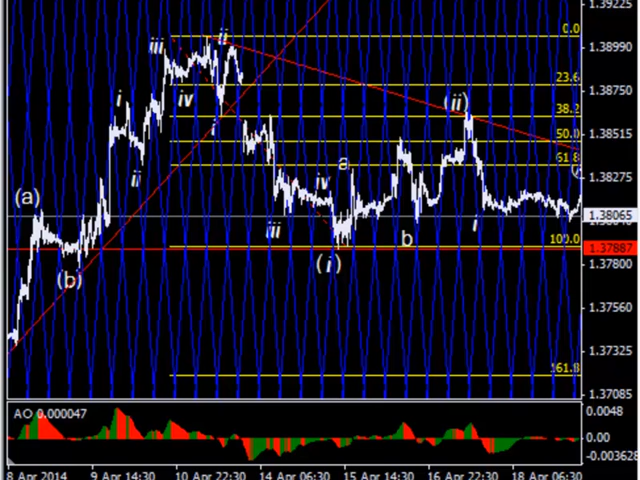 1.39225
0.0
iii
ii
1.38990
23.6
1.38750
i
iv
(ii)
38.2
i
1.38515
50.0
61.8
a
ii
iv
1.38275
(a)
1.38065
iii
b
i
100.0
1.37887
(i)
1.37800
(b)
1.37560
1.37325
161.8
1.37085
AO 0.000047
0.0048
0.00
-0.003628
8 Apr 2014 9 Apr 14:30 10 Apr 22:30 14 Apr 06:30 15 Apr 14:30 16 Apr 22:30 18 Apr 06:30